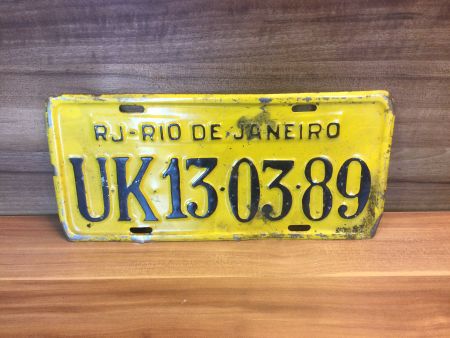 RJ-RIO DE JANEIRO
UK·13·03·89